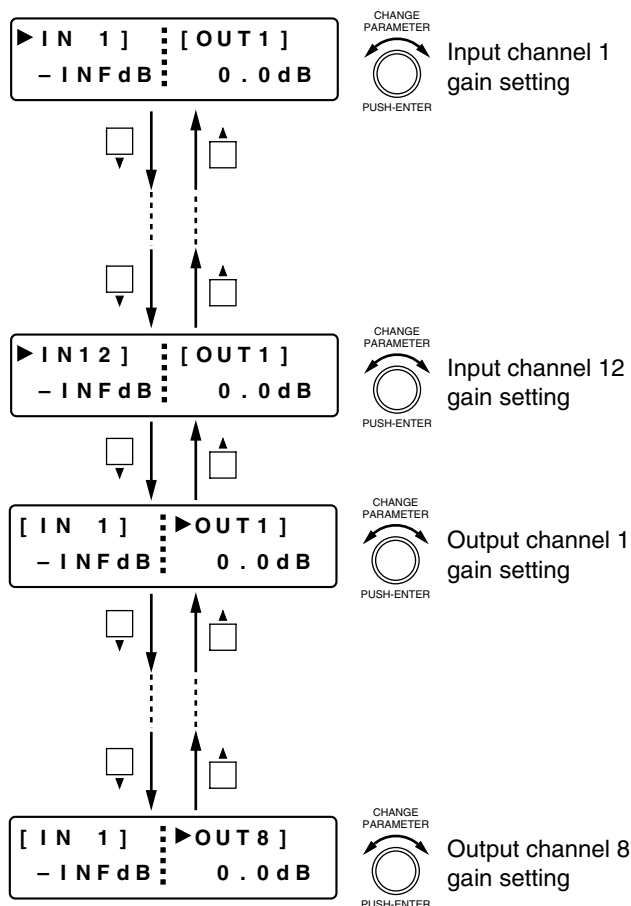 CHANGE
PARAMETER
▶IN 1] [OUT1]
–INFdB 0.0dB
PUSH-ENTER
Input channel 1
gain setting
CHANGE
PARAMETER
▶IN12] [OUT1]
–INFdB 0.0dB
PUSH-ENTER
Input channel 12
gain setting
CHANGE
PARAMETER
[IN 1] ▶OUT1]
–INFdB 0.0dB
PUSH-ENTER
Output channel 1
gain setting
CHANGE
PARAMETER
[IN 1] ▶OUT8]
–INFdB 0.0dB
PUSH-ENTER
Output channel 8
gain setting